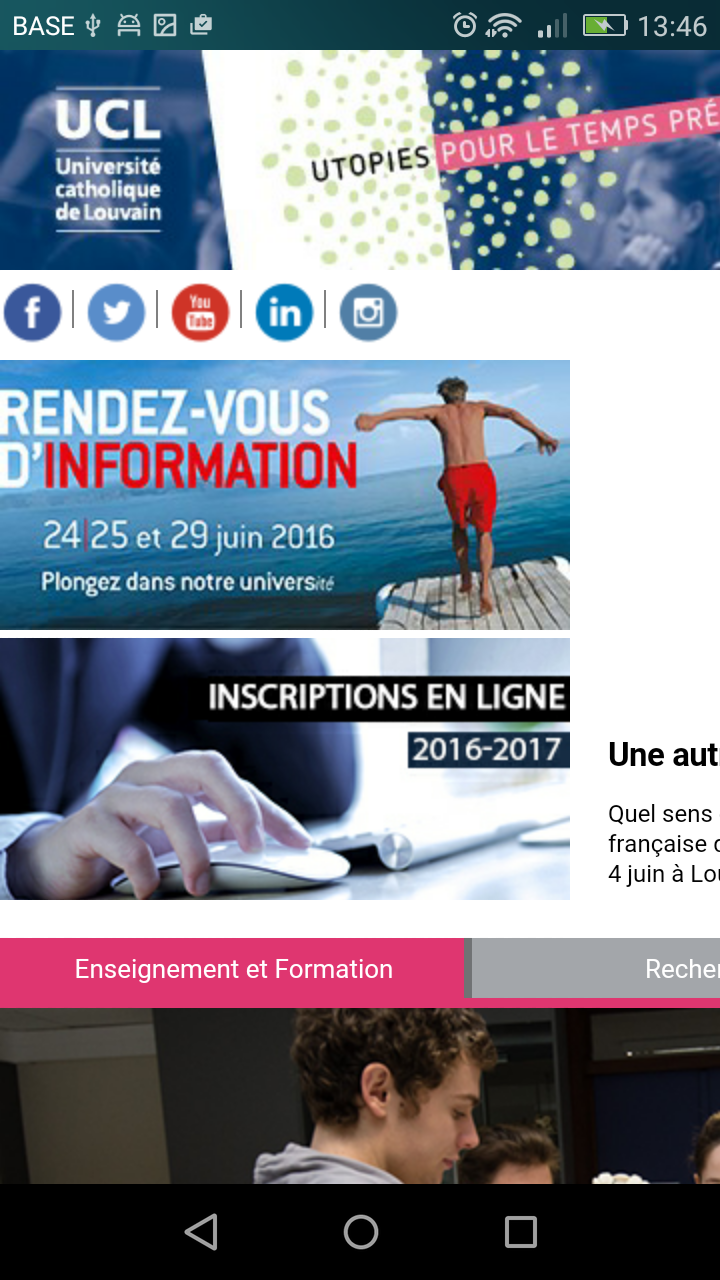 BASE 13:46
UCL
Université
catholique
de Louvain
UTOPIES POUR LE TEMPS PRÉ
You
Tube
in
RENDEZ-VOUS
D'INFORMATION
24|25 et 29 juin 2016
Plongez dans notre université
INSCRIPTIONS EN LIGNE
2016-2017
Une aut
Quel sens
française
4 juin à Lou
Enseignement et Formation
Recher